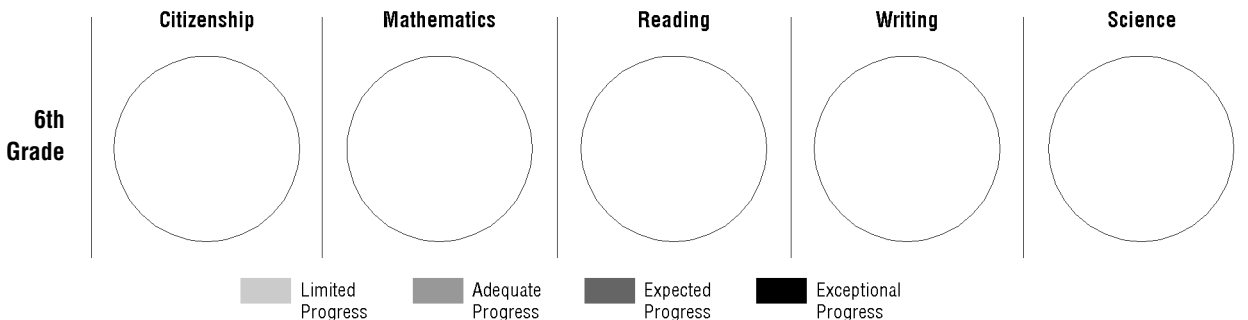 Citizenship Mathematics Reading Writing Science
6th
Grade
Limited Progress
Adequate Progress
Expected Progress
Exceptional Progress